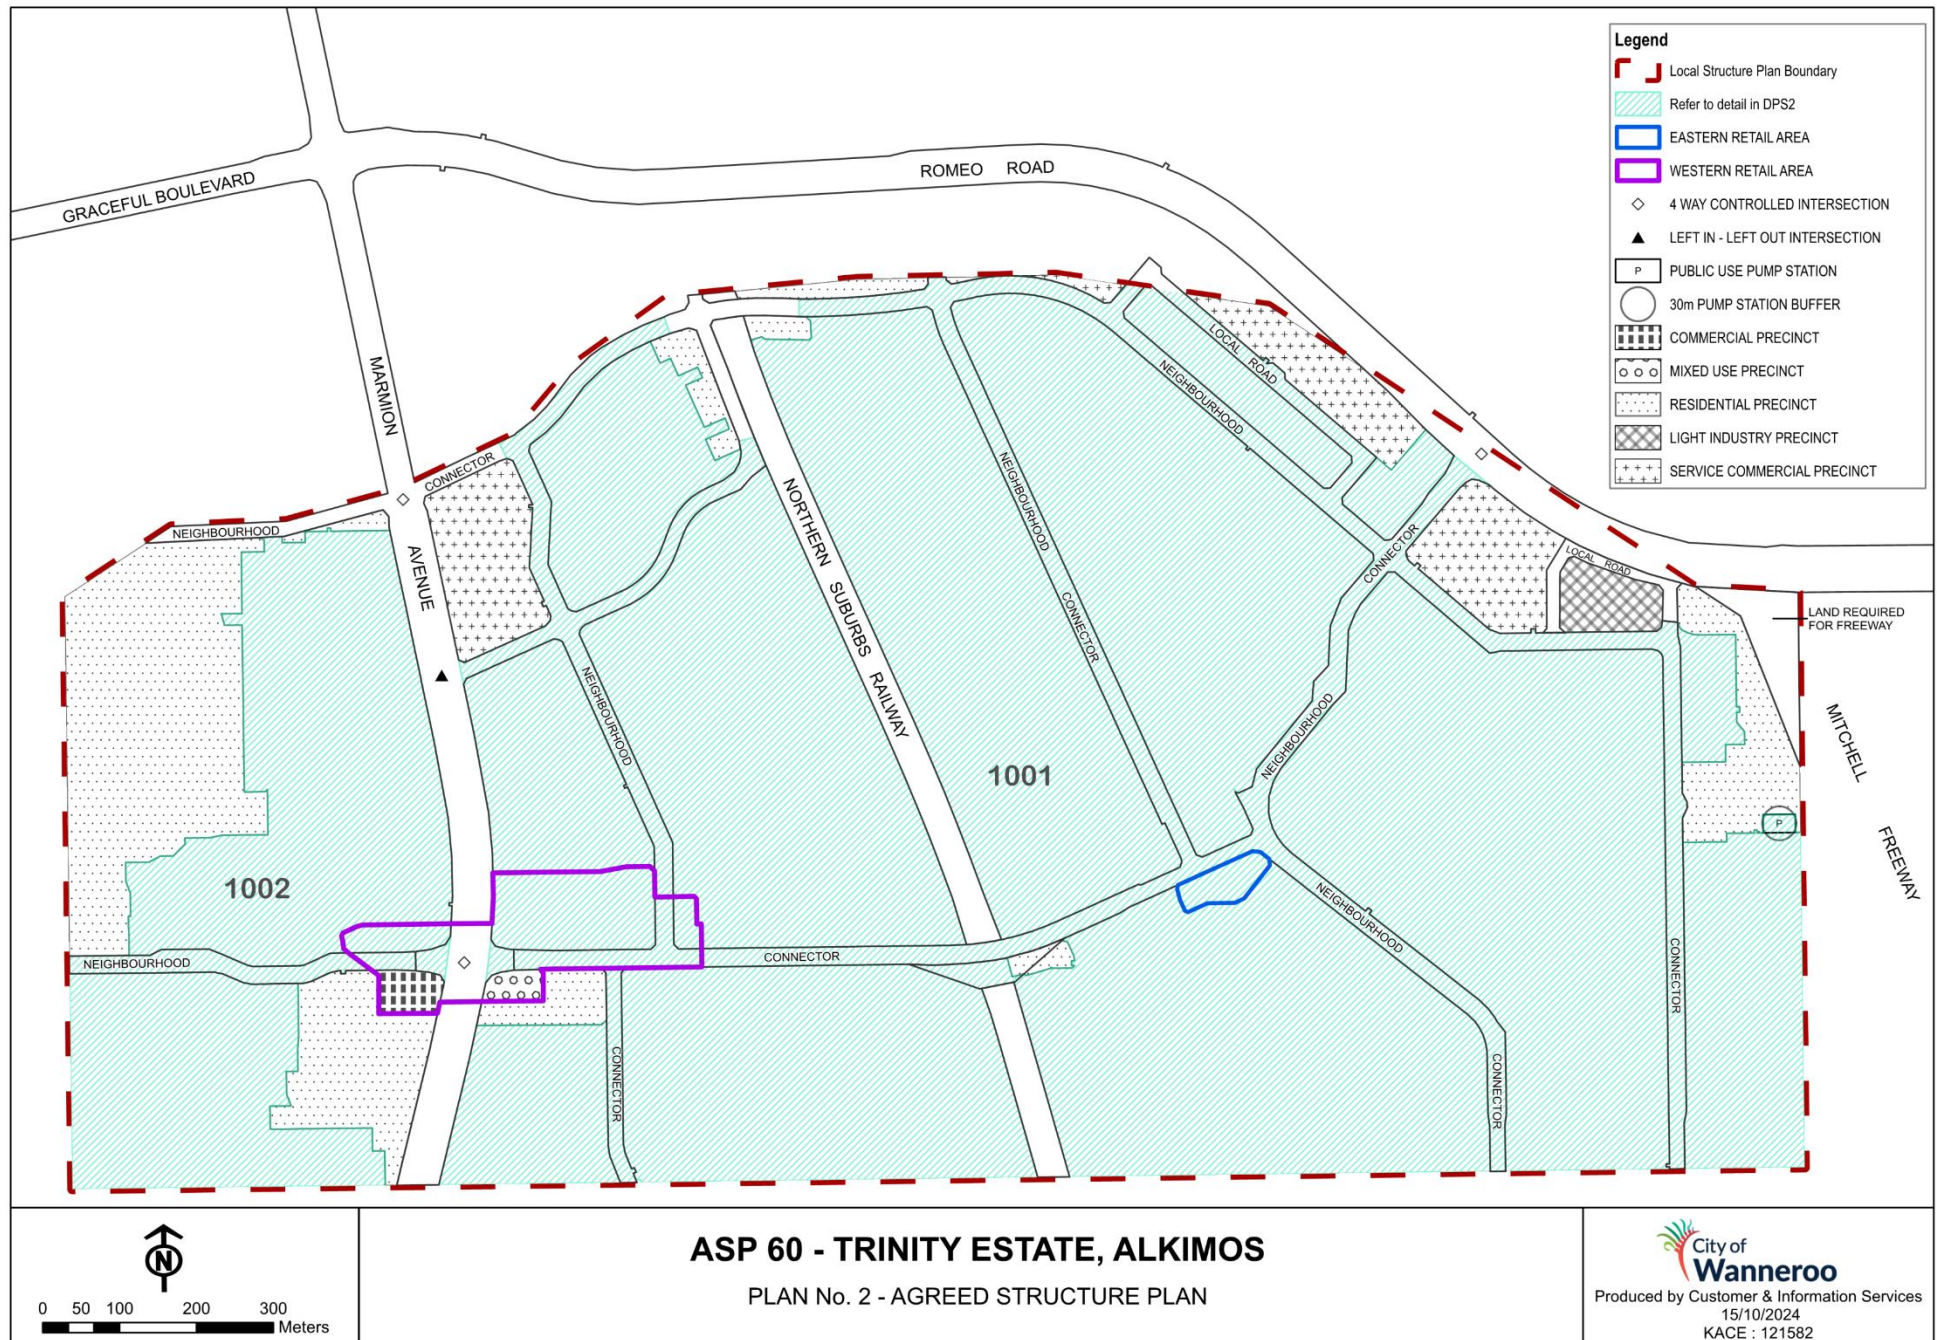 Legend
Local Structure Plan Boundary
Refer to detail in DPS2
EASTERN RETAIL AREA
WESTERN RETAIL AREA
4 WAY CONTROLLED INTERSECTION
LEFT IN - LEFT OUT INTERSECTION
P PUBLIC USE PUMP STATION
30m PUMP STATION BUFFER
COMMERCIAL PRECINCT
MIXED USE PRECINCT
RESIDENTIAL PRECINCT
LIGHT INDUSTRY PRECINCT
SERVICE COMMERCIAL PRECINCT
GRACEFUL BOULEVARD
ROMEO ROAD
MARMION
AVENUE
CONNECTOR
NEIGHBOURHOOD
NORTHERN SUBURBS RAILWAY
NEIGHBOURHOOD
CONNECTOR
LOCAL ROAD
NEIGHBOURHOOD
CONNECTOR
LOCAL ROAD
LAND REQUIRED
FOR FREEWAY
NEIGHBOURHOOD
NEIGHBOURHOOD
MITCHELL
FREEWAY
1001
P
1002
NEIGHBOURHOOD
NEIGHBOURHOOD
CONNECTOR
CONNECTOR
CONNECTOR
CONNECTOR
N
0 50 100 200 300
Meters
ASP 60 - TRINITY ESTATE, ALKIMOS
PLAN No. 2 - AGREED STRUCTURE PLAN
City of
Wanneroo
Produced by Customer & Information Services
15/10/2024
KACE : 121582